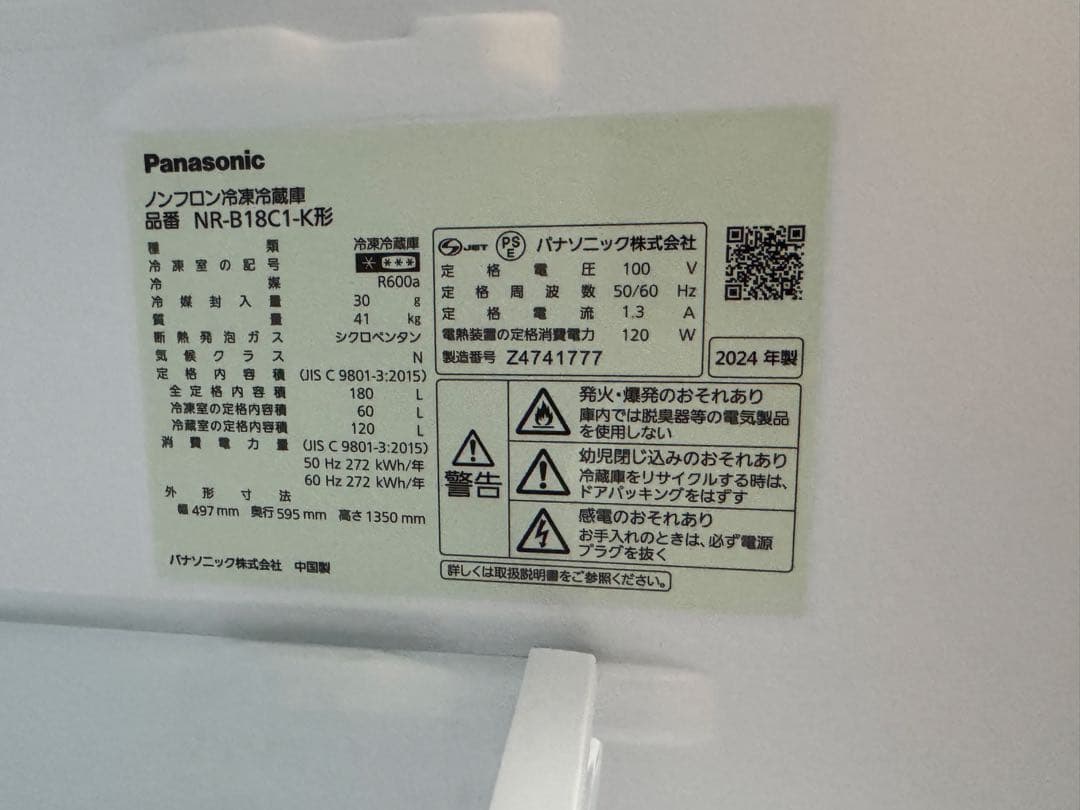 Panasonic
ノンフロン冷凍冷蔵庫
品番 NR-B18C1-K形
種類 冷凍冷蔵庫
冷凍室の記号 ＊ ＊＊＊
冷媒 R600a
冷媒封入量 30 g
質量 41 kg
断熱発泡ガス シクロペンタン
気候クラス N
定格内容積 (JIS C 9801-3:2015)
全定格内容積 180 L
冷凍室の定格内容積 60 L
冷蔵室の定格内容積 120 L
消費電力量 (JIS C 9801-3:2015)
50 Hz 272 kWh/年
60 Hz 272 kWh/年
外形寸法
幅 497 mm 奥行 595 mm 高さ 1350 mm
パナソニック株式会社 中国製
S JET PS E パナソニック株式会社
定格電圧 100 V
定格周波数 50/60 Hz
定格電流 1.3 A
電熱装置の定格消費電力 120 W
製造番号 Z4741777
2024 年製
警告
発火・爆発のおそれあり
庫内では脱臭器等の電気製品
を使用しない
幼児閉じ込みのおそれあり
冷蔵庫をリサイクルする時は、
ドアパッキングをはずす
感電のおそれあり
お手入れのときは、必ず電源
プラグを抜く
詳しくは取扱説明書をご参照ください。